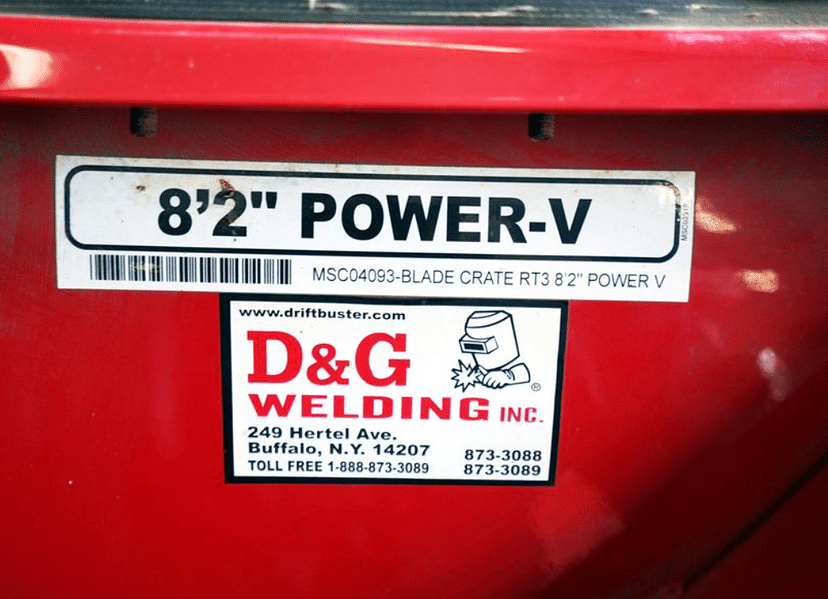 8'2" POWER-V
MSC04093-BLADE CRATE RT3 8'2" POWER V
www.driftbuster.com
D&G
WELDING INC.
249 Hertel Ave.
Buffalo, N.Y. 14207
TOLL FREE 1-888-873-3089
873-3088
873-3089
®